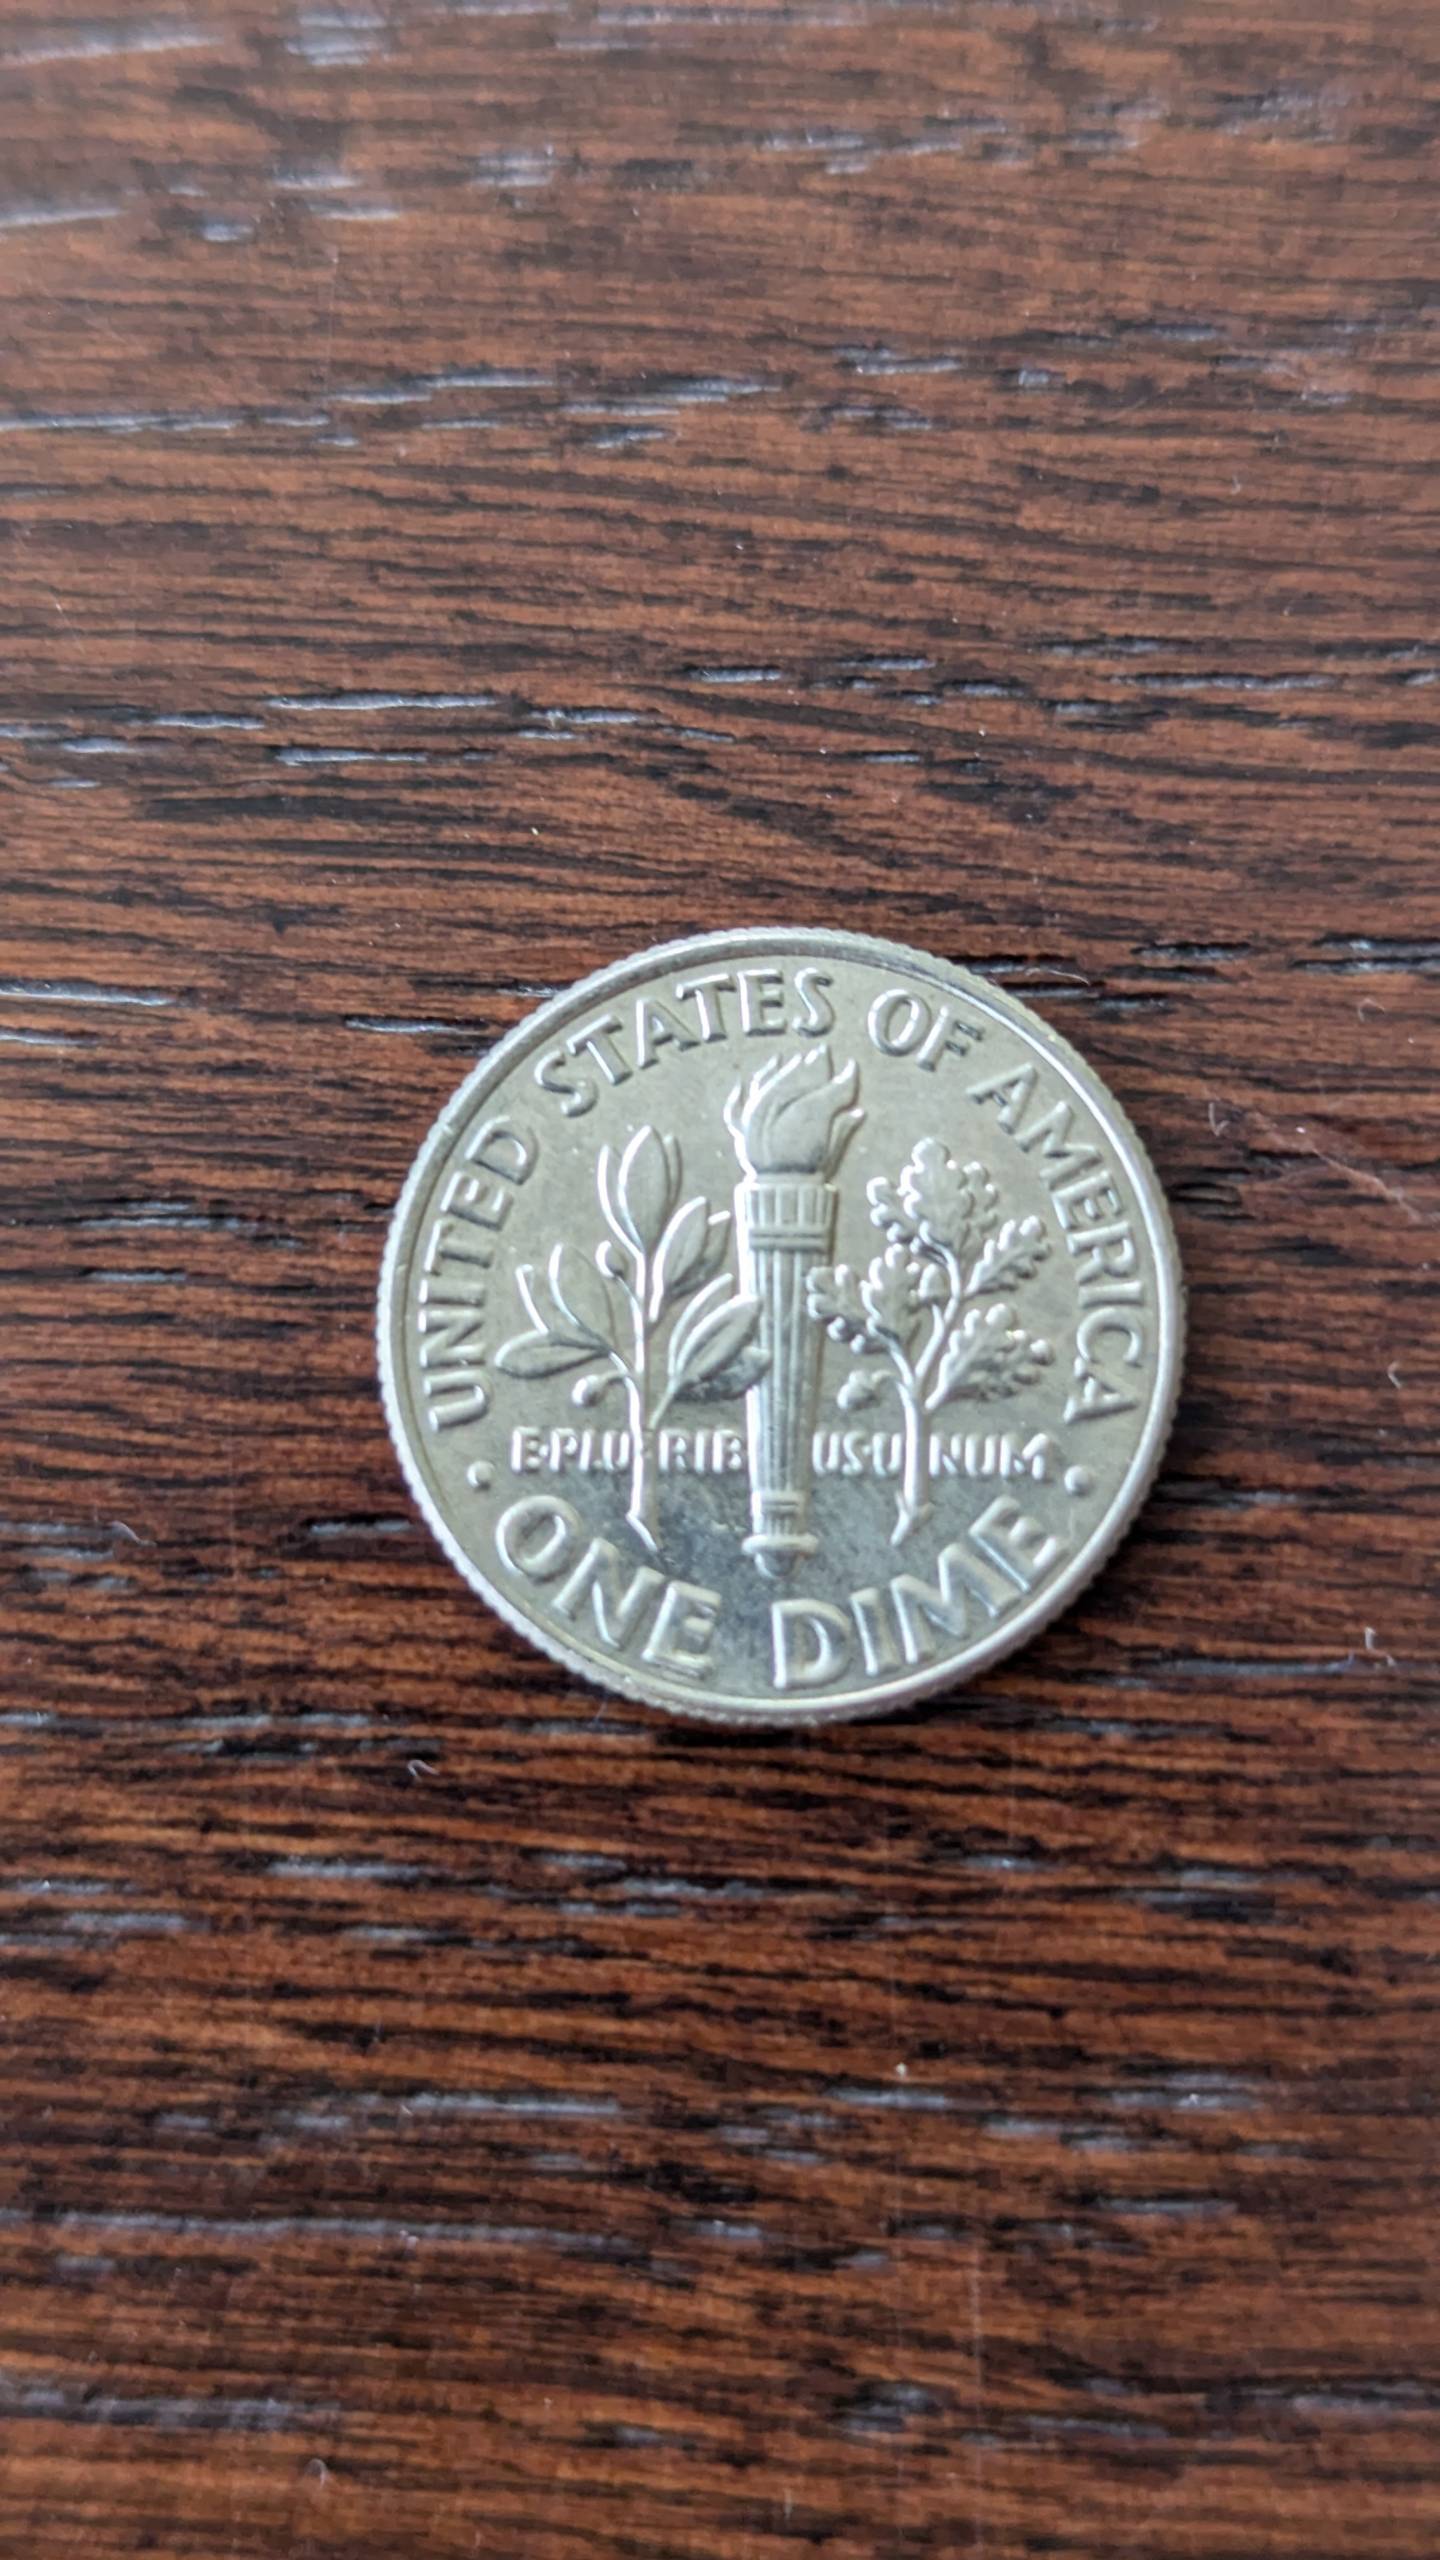 UNITED STATES OF AMERICA
E·PLURIBUS·UNUM
· ONE DIME ·